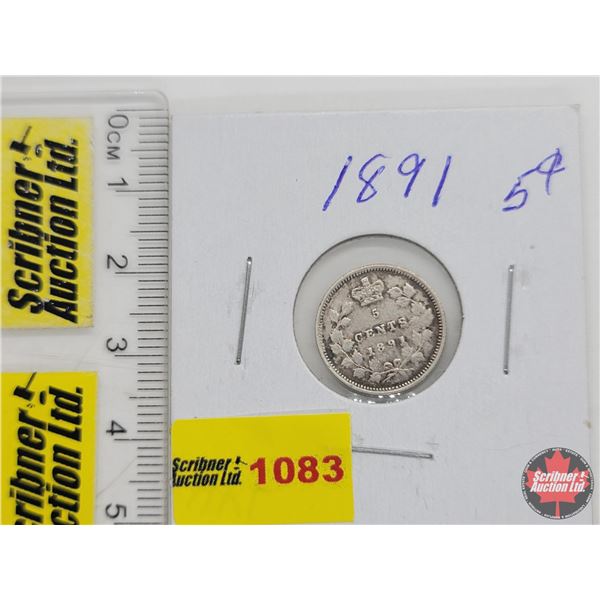 Scribner
Auction Ltd.
Scribner
Auction Ltd.
0CM
1
2
3
4
5
1891 5¢
5
CENTS
1891
Scribner
Auction Ltd.
1083
Scribner
Auction Ltd.